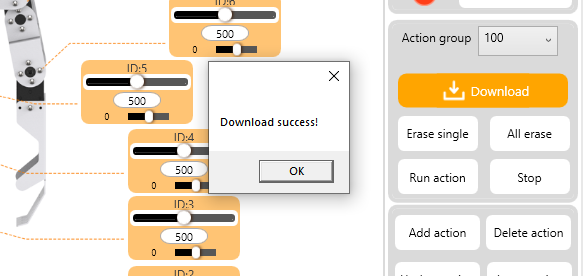 ID:6
500
0
ID:5
500
0
ID:4
500
0
ID:3
500
0
ID:2
Download success!
OK
Action group
100
Download
Erase single
All erase
Run action
Stop
Add action
Delete action